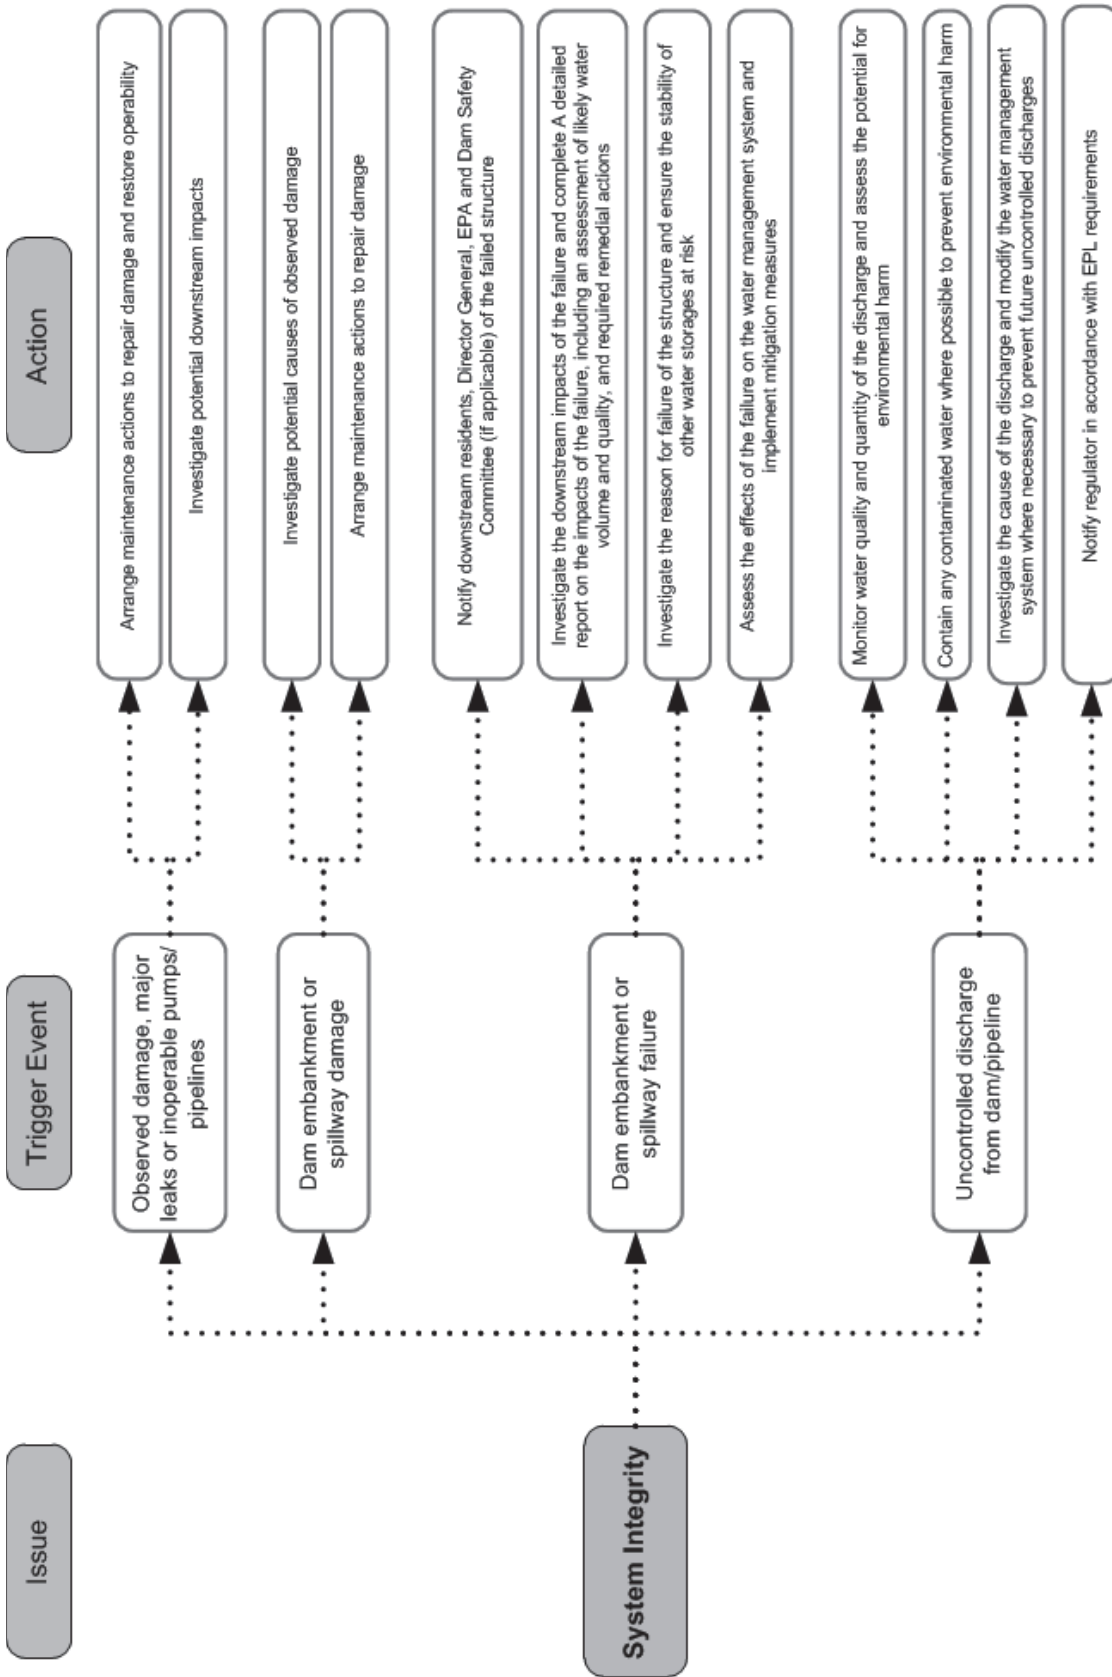 Issue
Trigger Event
Action
System Integrity
Observed damage, major
leaks or inoperable pumps/
pipelines
Arrange maintenance actions to repair damage and restore operability
Investigate potential downstream impacts
Dam embankment or
spillway damage
Investigate potential causes of observed damage
Arrange maintenance actions to repair damage
Dam embankment or
spillway failure
Notify downstream residents, Director General, EPA and Dam Safety
Committee (if applicable) of the failed structure
Investigate the downstream impacts of the failure and complete A detailed
report on the impacts of the failure, including an assessment of likely water
volume and quality, and required remedial actions
Investigate the reason for failure of the structure and ensure the stability of
other water storages at risk
Assess the effects of the failure on the water management system and
implement mitigation measures
Uncontrolled discharge
from dam/pipeline
Monitor water quality and quantity of the discharge and assess the potential for
environmental harm
Contain any contaminated water where possible to prevent environmental harm
Investigate the cause of the discharge and modify the water management
system where necessary to prevent future uncontrolled discharges
Notify regulator in accordance with EPL requirements